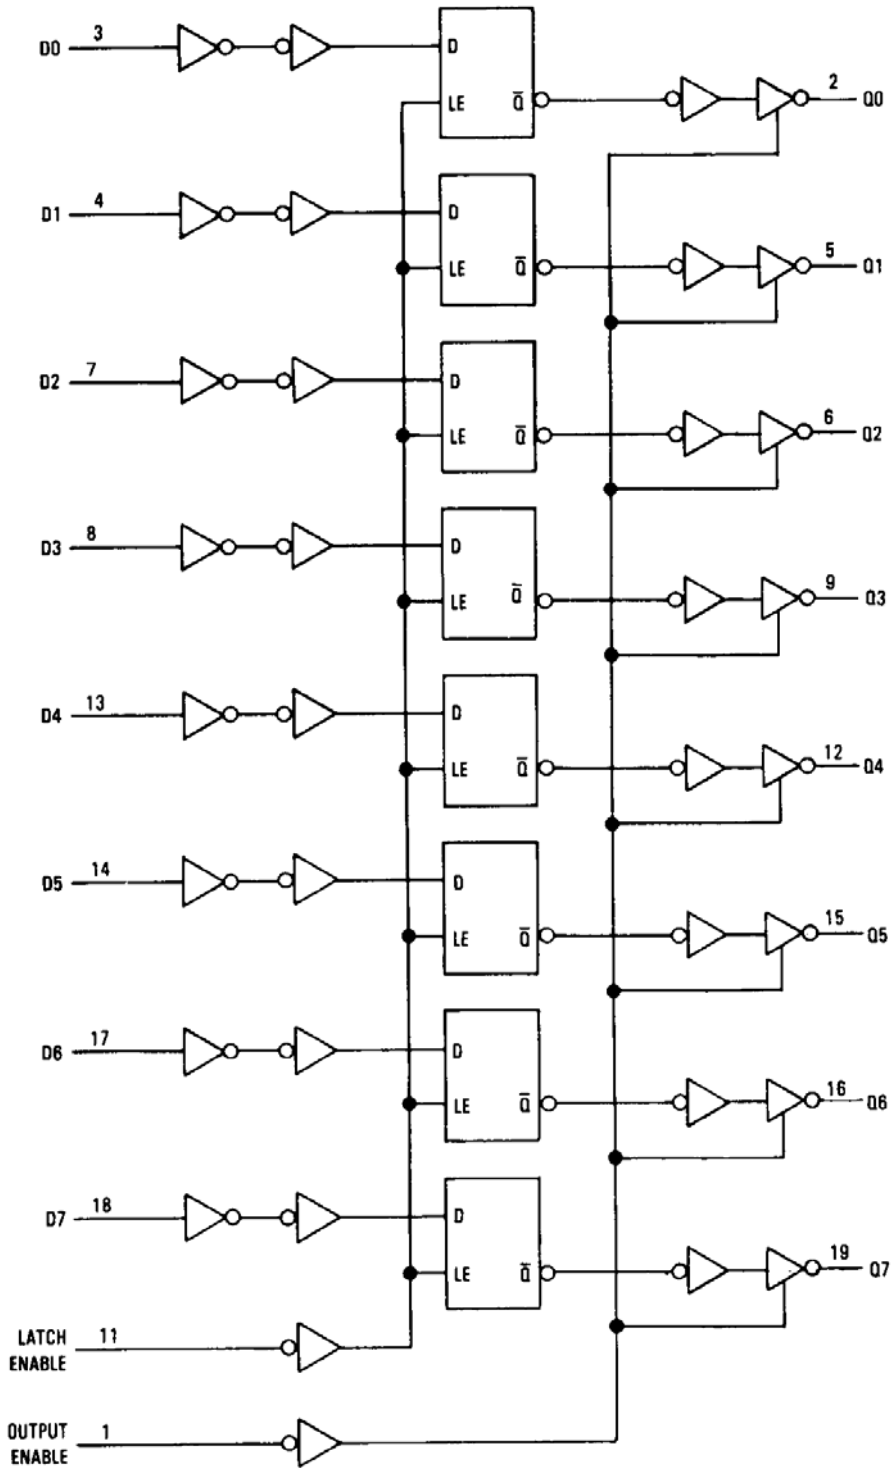 D0 3 D 2 Q0
LE Q̅
D1 4 D 5 Q1
LE Q̅
D2 7 D 6 Q2
LE Q̅
D3 8 D 9 Q3
LE Q̅
D4 13 D 12 Q4
LE Q̅
D5 14 D 15 Q5
LE Q̅
D6 17 D 16 Q6
LE Q̅
D7 18 D 19 Q7
LE Q̅
LATCH 11
ENABLE
OUTPUT 1
ENABLE